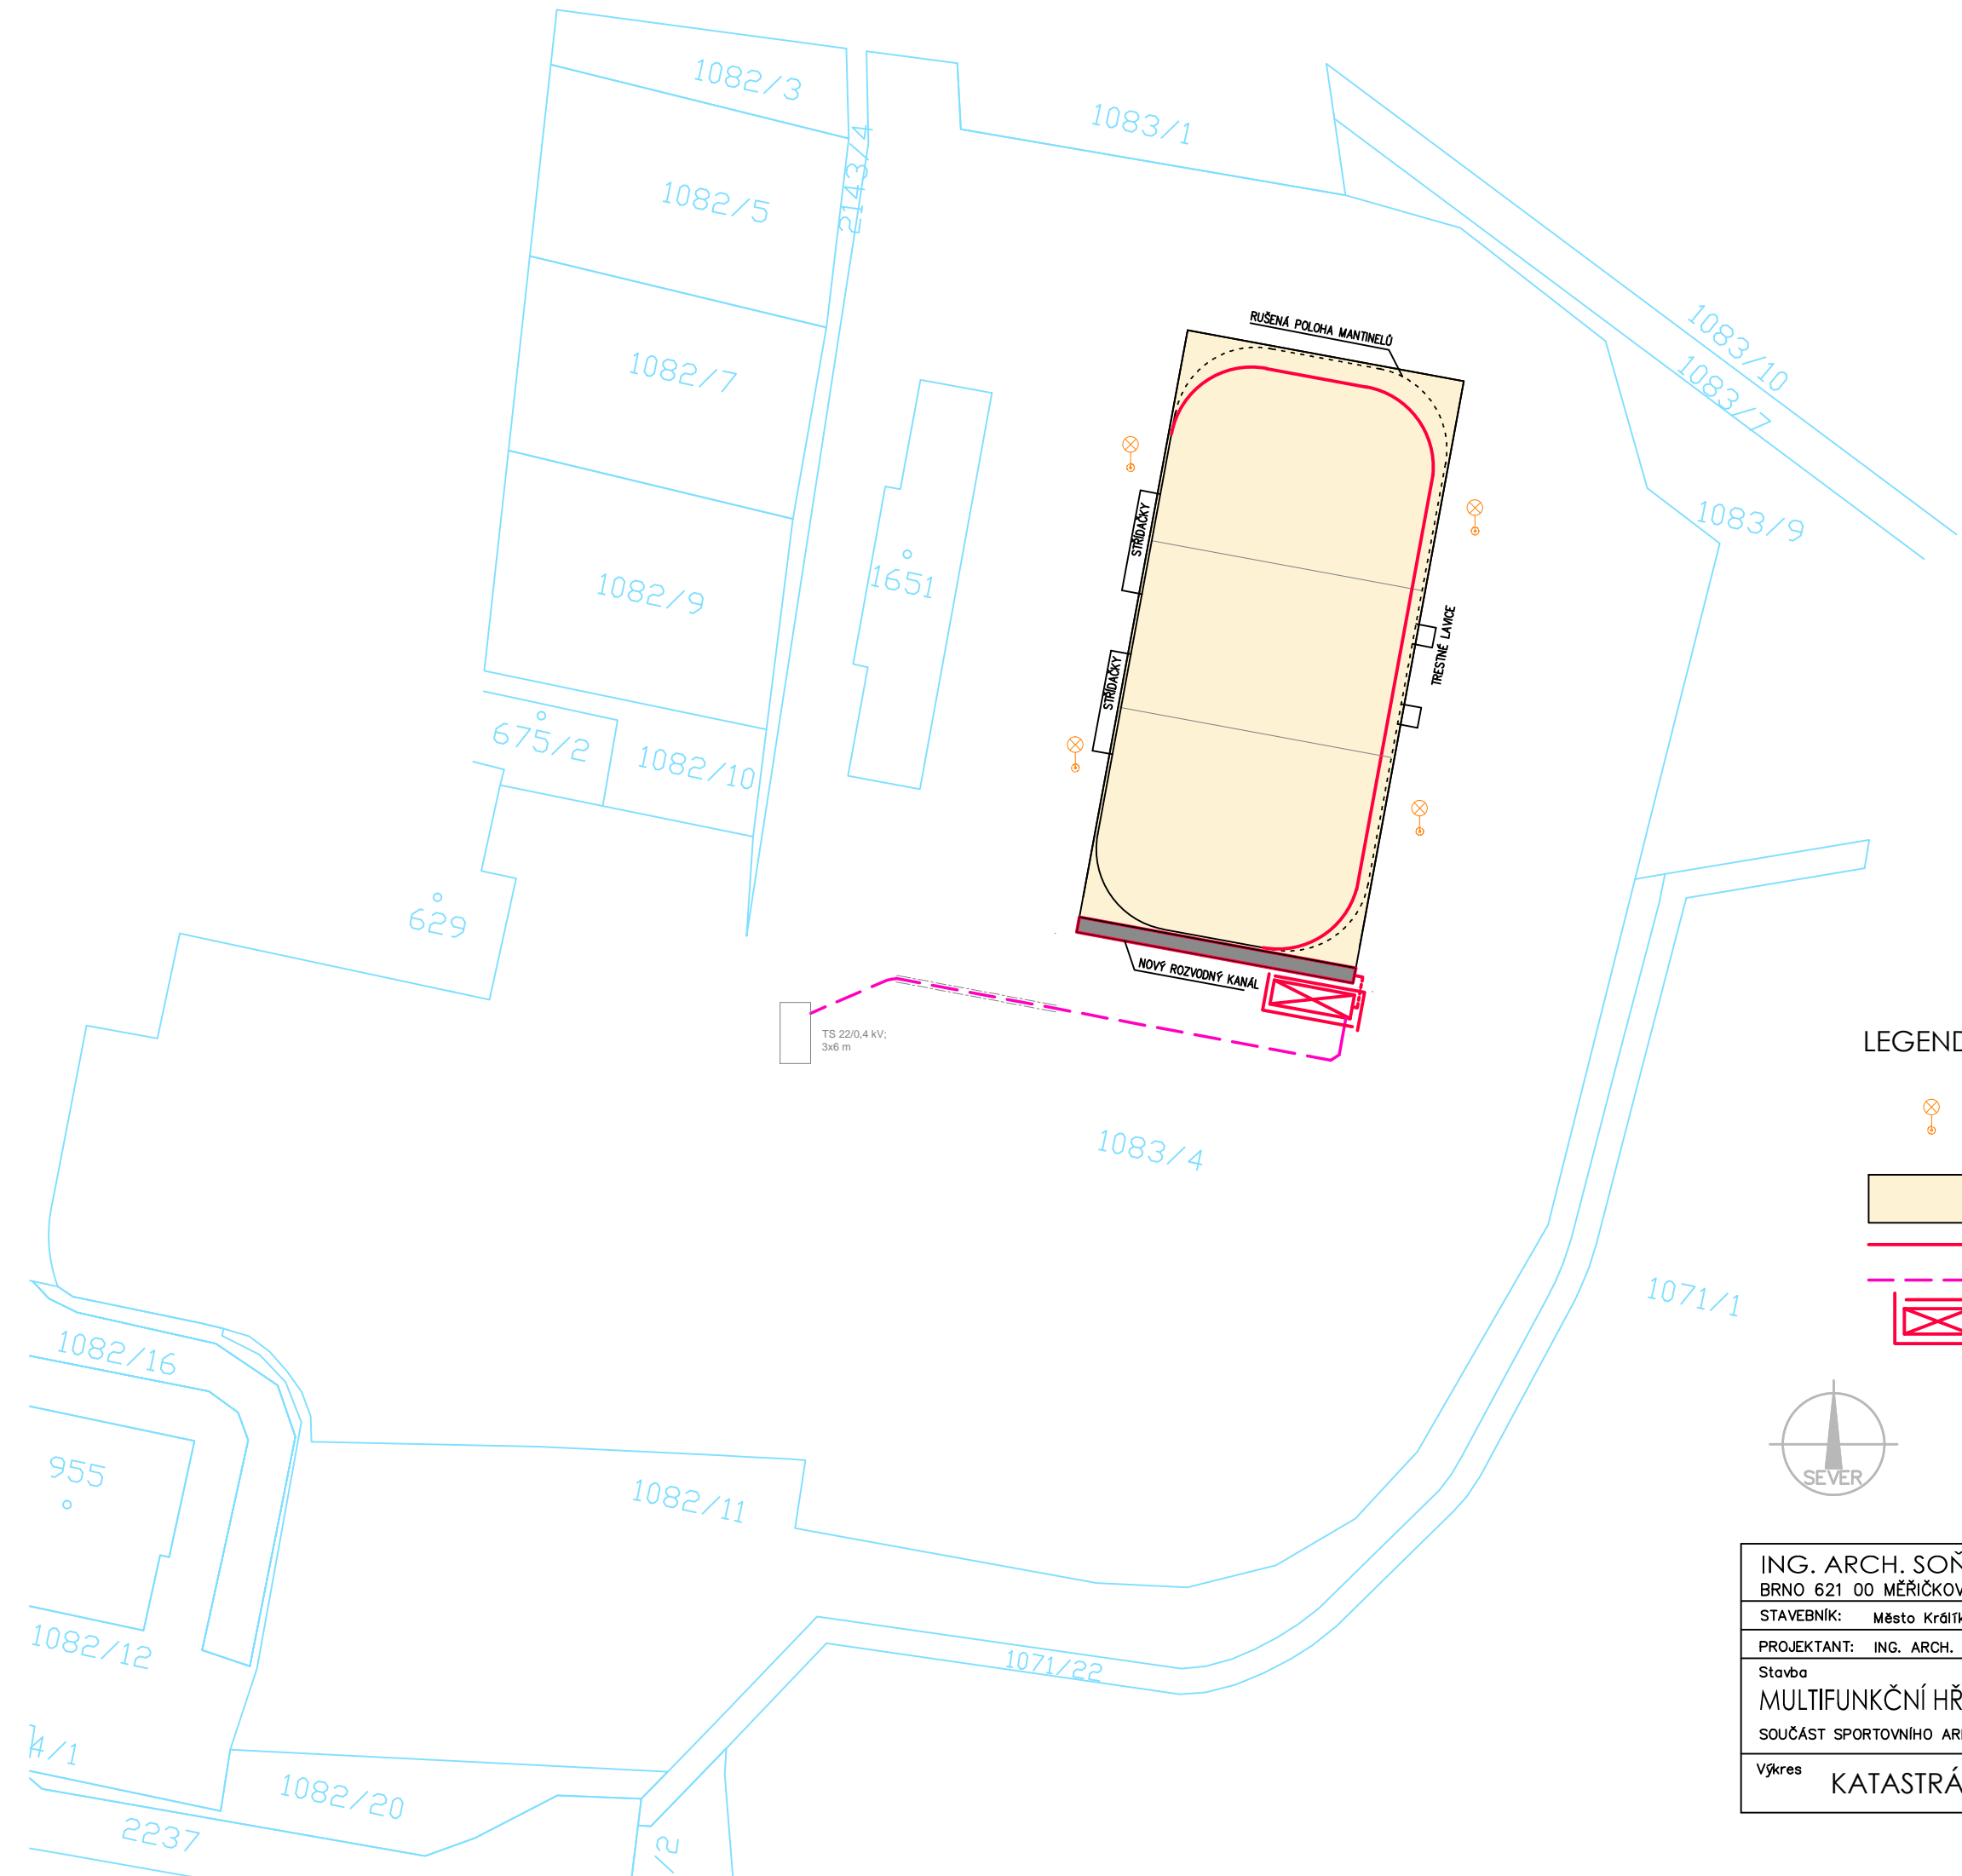 1082/3
1083/1
2143/4
1082/5
RUŠENÁ POLOHA MANTINELŮ
1083/10
1083/7
1082/7
1083/9
STŘÍDAČKY
1651
1082/9
TRESTNÉ LAVICE
STŘÍDAČKY
675/2
1082/10
629
NOVÝ ROZVODNÝ KANÁL
TS 22/0,4 kV;
3x6 m
LEGEND
1083/4
1071/1
1082/16
955
SEVER
1082/11
ING. ARCH. SOŇ
BRNO 621 00 MĚŘIČKOV
STAVEBNÍK: Město Králík
1082/12
PROJEKTANT: ING. ARCH.
1071/22
Stavba
MULTIFUNKČNÍ HŘ
SOUČÁST SPORTOVNÍHO AR
4/1
Výkres
KATASTRÁ
1082/20
2237
/2